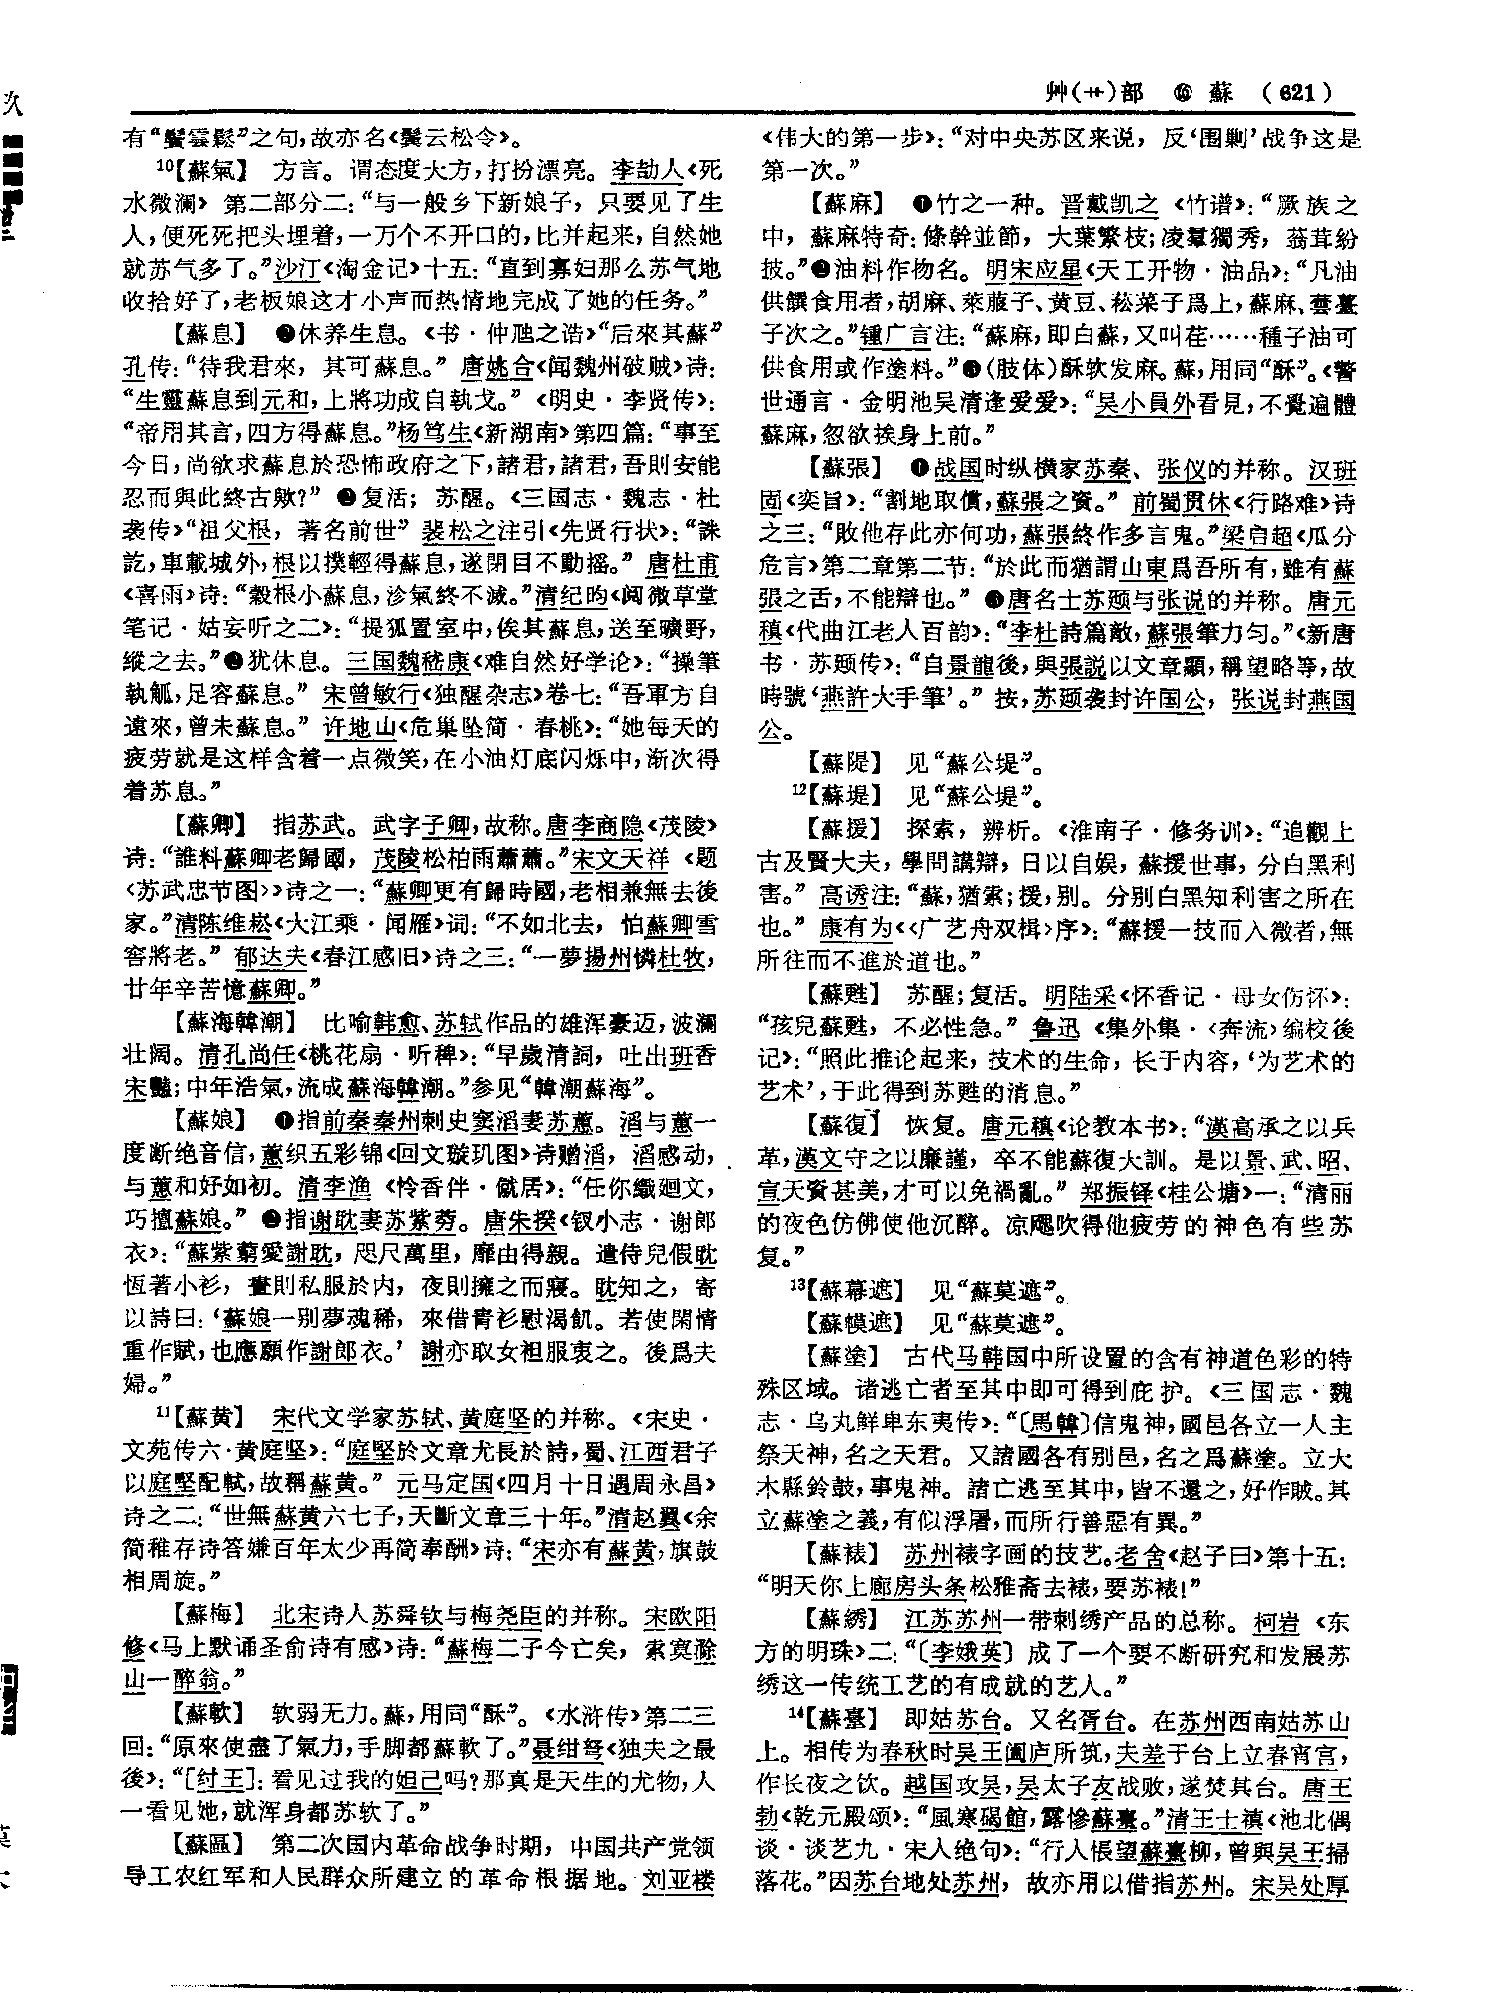 艸(艹)部 ⑯ 蘇 (621)
有“鬢雲鬆”之句,故亦名《鬓云松令》。
10【蘇氣】 方言。谓态度大方,打扮漂亮。李劼人《死
水微澜》第二部分二:“与一般乡下新娘子,只要见了生
人,便死死把头埋着,一万个不开口的,比并起来,自然她
就苏气多了。”沙汀《淘金记》十五:“直到寡妇那么苏气地
收拾好了,老板娘这才小声而热情地完成了她的任务。”
【蘇息】 ❶休养生息。《书·仲虺之诰》“后來其蘇”
孔传:“待我君來,其可蘇息。” 唐姚合《闻魏州破贼》诗:
“生靈蘇息到元和,上將功成自執戈。”《明史·李贤传》:
“帝用其言,四方得蘇息。”杨笃生《新湖南》第四篇:“事至
今日,尚欲求蘇息於恐怖政府之下,諸君,諸君,吾則安能
忍而與此終古歟?” ❷复活;苏醒。《三国志·魏志·杜
袭传》“祖父根,著名前世” 裴松之注引《先贤行状》:“誅
訖,車載城外,根以撲輕得蘇息,遂閉目不動摇。” 唐杜甫
《喜雨》诗:“穀根小蘇息,沴氣終不滅。”清纪昀《阅微草堂
笔记·姑妄听之二》:“提狐置室中,俟其蘇息,送至曠野,
縱之去。”❸犹休息。三国魏嵇康《难自然好学论》:“操筆
執觚,足容蘇息。” 宋曾敏行《独醒杂志》卷七:“吾軍方自
遠來,曾未蘇息。” 许地山《危巢坠简·春桃》:“她每天的
疲劳就是这样含着一点微笑,在小油灯底闪烁中,渐次得
着苏息。”
【蘇卿】 指苏武。武字子卿,故称。唐李商隐《茂陵》
诗:“誰料蘇卿老歸國,茂陵松柏雨蕭蕭。”宋文天祥《题
〈苏武忠节图〉》诗之一:“蘇卿更有歸時國,老相兼無去後
家。”清陈维崧《大江乘·闻雁》词:“不如北去,怕蘇卿雪
窖將老。” 郁达夫《春江感旧》诗之三:“一夢揚州憐杜牧,
廿年辛苦憶蘇卿。”
【蘇海韓潮】 比喻韩愈、苏轼作品的雄浑豪迈,波澜
壮阔。清孔尚任《桃花扇·听稗》:“早歲清詞,吐出班香
宋豔;中年浩氣,流成蘇海韓潮。”参见“韓潮蘇海”。
【蘇娘】 ❶指前秦秦州刺史窦滔妻苏蕙。滔与蕙一
度断绝音信,蕙织五彩锦《回文璇玑图》诗赠滔,滔感动,
与蕙和好如初。清李渔《怜香伴·僦居》:“任你織廻文,
巧擅蘇娘。” ❷指谢耽妻苏紫䓖。唐朱揆《钗小志·谢郎
衣》:“蘇紫藭愛謝耽,咫尺萬里,靡由得親。遣侍兒假耽
恆著小衫,晝則私服於内,夜則擁之而寢。耽知之,寄
以詩曰:‘蘇娘一别夢魂稀,來借青衫慰渴飢。若使閑情
重作賦,也應願作謝郎衣。’謝亦取女袒服衷之。後爲夫
婦。”
11【蘇黄】 宋代文学家苏轼、黄庭坚的并称。《宋史·
文苑传六·黄庭坚》:“庭堅於文章尤長於詩,蜀、江西君子
以庭堅配軾,故稱蘇黄。” 元马定国《四月十日遇周永昌》
诗之二:“世無蘇黄六七子,天斷文章三十年。”清赵翼《余
简稚存诗答嫌百年太少再简奉酬》诗:“宋亦有蘇黄,旗鼓
相周旋。”
【蘇梅】 北宋诗人苏舜钦与梅尧臣的并称。宋欧阳
修《马上默诵圣俞诗有感》诗:“蘇梅二子今亡矣,索寞滁
山一醉翁。”
【蘇軟】 软弱无力。蘇,用同“酥”。《水浒传》第二三
回:“原來使盡了氣力,手脚都蘇軟了。”聂绀弩《独夫之最
後》:“〔纣王〕:看见过我的妲己吗?那真是天生的尤物,人
一看见她,就浑身都苏软了。”
【蘇區】 第二次国内革命战争时期,中国共产党领
导工农红军和人民群众所建立的革命根据地。刘亚楼
《伟大的第一步》:“对中央苏区来说,反‘围剿’战争这是
第一次。”
【蘇麻】 ❶竹之一种。晋戴凯之《竹谱》:“厥族之
中,蘇麻特奇:條幹並節,大葉繁枝;凌羣獨秀,蓊茸紛
披。”❷油料作物名。明宋应星《天工开物·油品》:“凡油
供饌食用者,胡麻、萊菔子、黄豆、菘菜子爲上,蘇麻、蕓薹
子次之。”锺广言注:“蘇麻,即白蘇,又叫荏……種子油可
供食用或作塗料。”❸(肢体)酥软发麻。蘇,用同“酥”。《警
世通言·金明池吴清逢爱爱》:“吴小員外看見,不覺遍體
蘇麻,忽欲挨身上前。”
【蘇張】 ❶战国时纵横家苏秦、张仪的并称。汉班
固《奕旨》:“割地取償,蘇張之資。” 前蜀贯休《行路难》诗
之三:“敗他存此亦何功,蘇張終作多言鬼。”梁启超《瓜分
危言》第二章第二节:“於此而猶謂山東爲吾所有,雖有蘇
張之舌,不能辯也。” ❷唐名士苏颋与张说的并称。唐元
稹《代曲江老人百韵》:“李杜詩篇敵,蘇張筆力匀。”《新唐
书·苏颋传》:“自景龍後,與張説以文章顯,稱望略等,故
時號‘燕許大手筆’。” 按,苏颋袭封许国公,张说封燕国
公。
【蘇隄】 见“蘇公堤”。
12【蘇堤】 见“蘇公堤”。
【蘇援】 探索,辨析。《淮南子·修务训》:“追觀上
古及賢大夫,學問講辯,日以自娱,蘇援世事,分白黑利
害。” 高诱注:“蘇,猶索;援,别。分别白黑知利害之所在
也。” 康有为《〈广艺舟双楫〉序》:“蘇援一技而入微者,無
所往而不進於道也。”
【蘇甦】 苏醒;复活。明陆采《怀香记·母女伤怀》:
“孩兒蘇甦,不必性急。” 鲁迅《集外集·〈奔流〉编校後
记》:“照此推论起来,技术的生命,长于内容,‘为艺术的
艺术’,于此得到苏甦的消息。”
【蘇復】 恢复。唐元稹《论教本书》:“漢高承之以兵
革,漢文守之以廉謹,卒不能蘇復大訓。是以景、武、昭、
宣天資甚美,才可以免禍亂。” 郑振铎《桂公塘》一:“清丽
的夜色仿佛使他沉醉。凉飔吹得他疲劳的神色有些苏
复。”
13【蘇幕遮】 见“蘇莫遮”。
【蘇幙遮】 见“蘇莫遮”。
【蘇塗】 古代马韩国中所设置的含有神道色彩的特
殊区域。诸逃亡者至其中即可得到庇护。《三国志·魏
志·乌丸鲜卑东夷传》:“〔馬韓〕信鬼神,國邑各立一人主
祭天神,名之天君。又諸國各有别邑,名之爲蘇塗。立大
木縣鈴鼓,事鬼神。諸亡逃至其中,皆不還之,好作賊。其
立蘇塗之義,有似浮屠,而所行善惡有異。”
【蘇裱】 苏州裱字画的技艺。老舍《赵子曰》第十五:
“明天你上廊房头条松雅斋去裱,要苏裱!”
【蘇綉】 江苏苏州一带刺绣产品的总称。柯岩《东
方的明珠》二:“〔李娥英〕成了一个要不断研究和发展苏
绣这一传统工艺的有成就的艺人。”
14【蘇臺】 即姑苏台。又名胥台。在苏州西南姑苏山
上。相传为春秋时吴王阖庐所筑,夫差于台上立春宵宫,
作长夜之饮。越国攻吴,吴太子友战败,遂焚其台。唐王
勃《乾元殿颂》:“風寒碣館,露慘蘇臺。”清王士禛《池北偶
谈·谈艺九·宋人绝句》:“行人悵望蘇臺柳,曾與吴王掃
落花。”因苏台地处苏州,故亦用以借指苏州。宋吴处厚